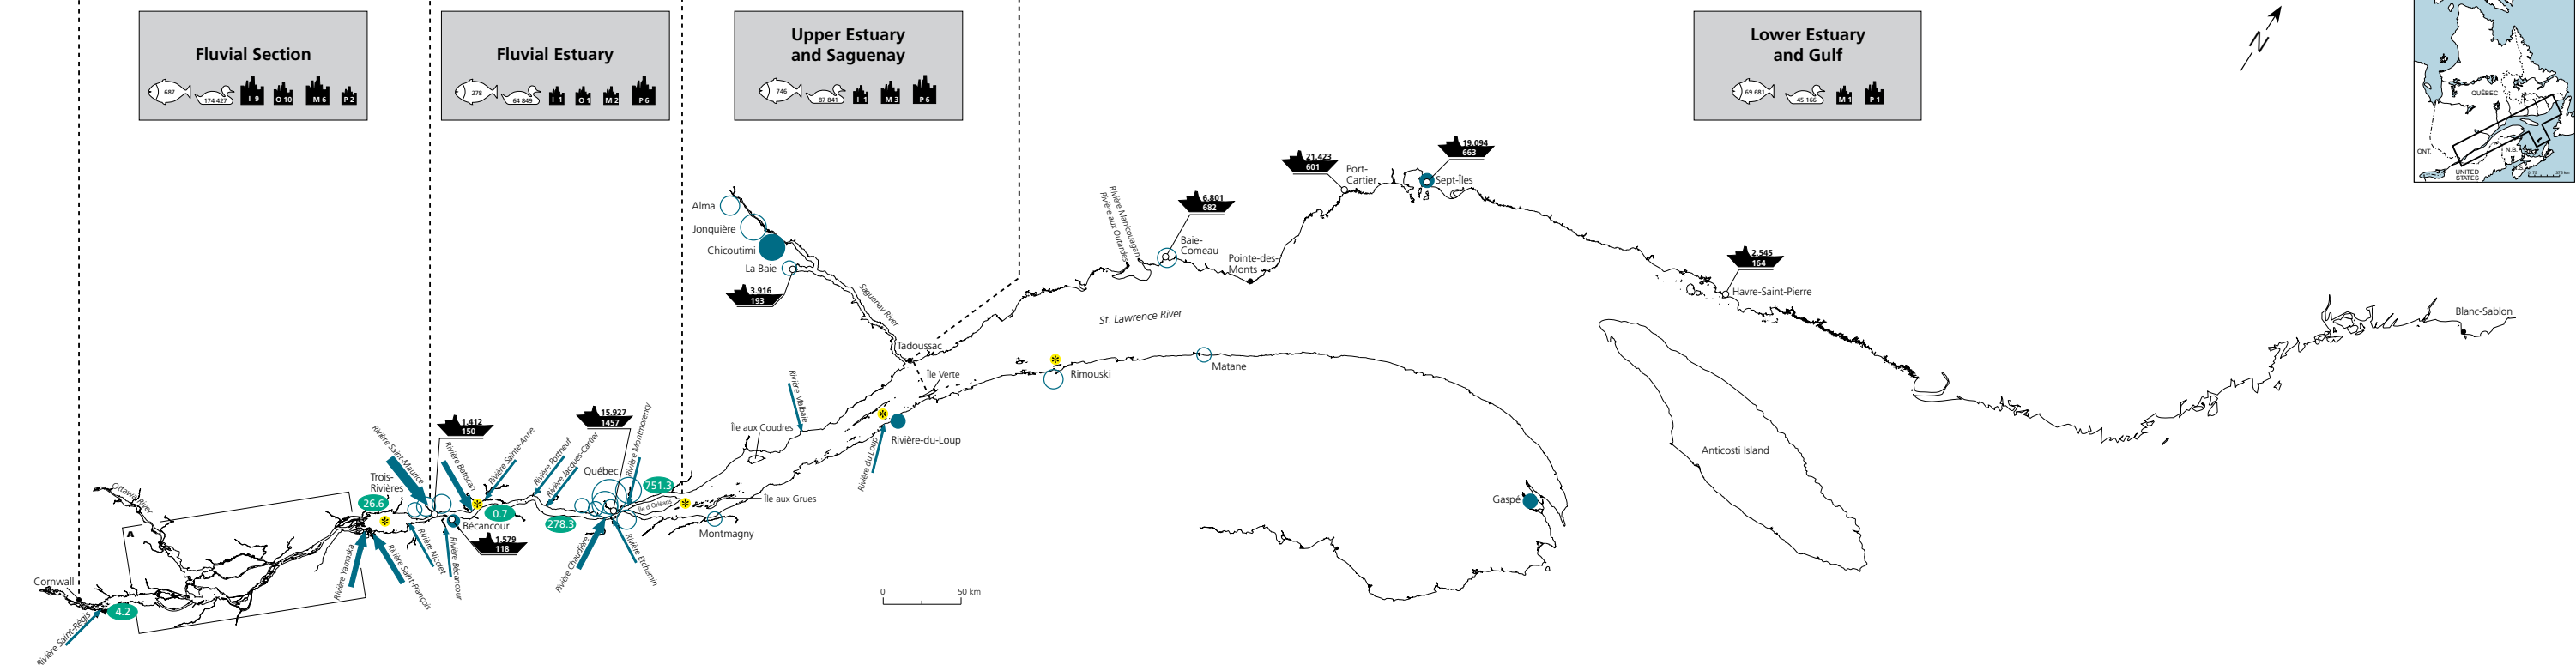 Fluvial Section
687
174 427
I 9
O 10
M 6
P 2
Fluvial Estuary
278
64 849
I 1
O 1
M 2
P 6
Upper Estuary
and Saguenay
746
87 841
I 1
M 3
P 6
Lower Estuary
and Gulf
69 681
45 166
M 1
P 1
N
QUÉBEC
ONT.
N.B.
UNITED
STATES
Alma
Jonquière
Chicoutimi
La Baie
3.916
193
Saguenay River
Tadoussac
Rivière Manicouagan
Rivière aux Outardes
6.801
682
Baie-
Comeau
Pointe-des-
Monts
21.423
601
Port-
Cartier
19.094
663
Sept-Îles
2.545
164
Havre-Saint-Pierre
Blanc-Sablon
St. Lawrence River
Île Verte
Rimouski
Matane
Anticosti Island
Gaspé
Rivière Malbaie
Île aux Coudres
Rivière-du-Loup
Rivière du Loup
Île aux Grues
Montmagny
15.927
1457
Rivière Montmorency
Québec
751.3
Île d'Orléans
1.412
150
Rivière Saint-Maurice
Rivière Batiscan
Rivière Sainte-Anne
Rivière Portneuf
Rivière Jacques-Cartier
Trois-
Rivières
26.6
0.7
278.3
Bécancour
1.579
118
Rivière Chaudière
Rivière Etchemin
Rivière Yamaska
Rivière Saint-François
Rivière Nicolet
Rivière Bécancour
Ottawa River
A
Cornwall
4.2
Rivière Saint-Régis
0
50 km